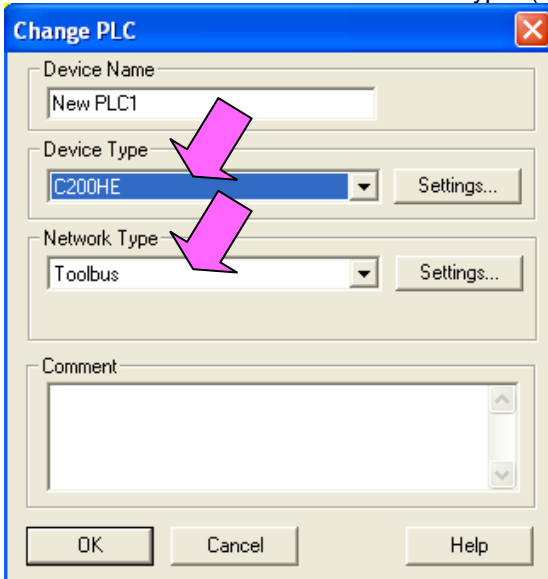 Change PLC
Device Name
New PLC1
Device Type
C200HE
Settings...
Network Type
Toolbus
Settings...
Comment
OK Cancel Help